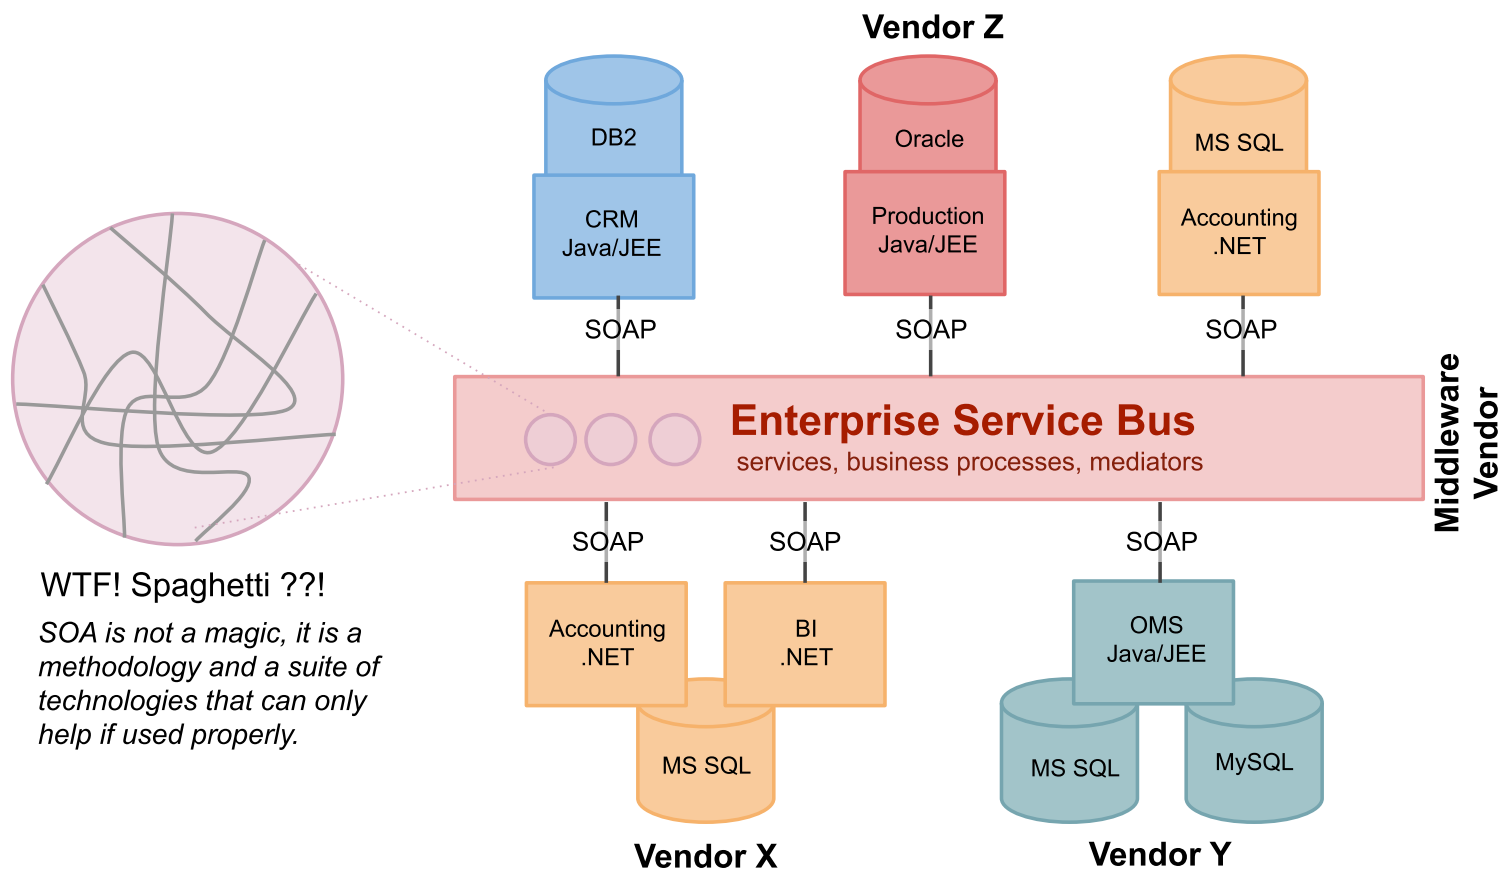 Vendor Z
DB2
Oracle
MS SQL
CRM
Java/JEE
Production
Java/JEE
Accounting
.NET
SOAP
SOAP
SOAP
Enterprise Service Bus
services, business processes, mediators
Middleware
Vendor
SOAP
SOAP
SOAP
WTF! Spaghetti ??!
SOA is not a magic, it is a
methodology and a suite of
technologies that can only
help if used properly.
Accounting
.NET
BI
.NET
OMS
Java/JEE
MS SQL
MS SQL
MySQL
Vendor X
Vendor Y